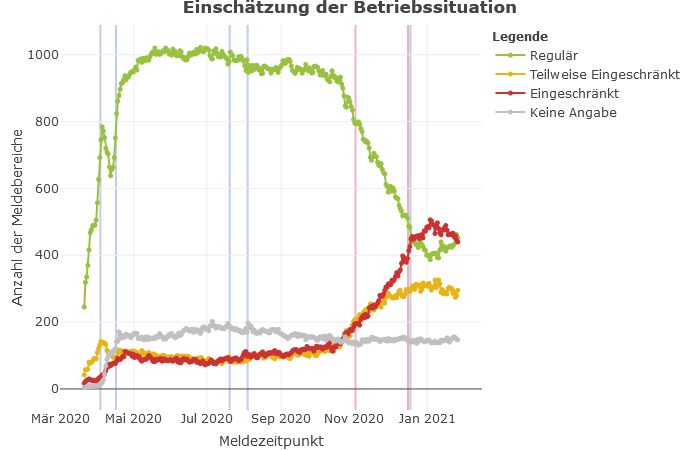 Einschätzung der Betriebssituation
Legende
Regulär
Teilweise Eingeschränkt
Eingeschränkt
Keine Angabe
Anzahl der Meldebereiche
1000
800
600
400
200
0
Mär 2020
Mai 2020
Jul 2020
Sep 2020
Nov 2020
Jan 2021
Meldezeitpunkt